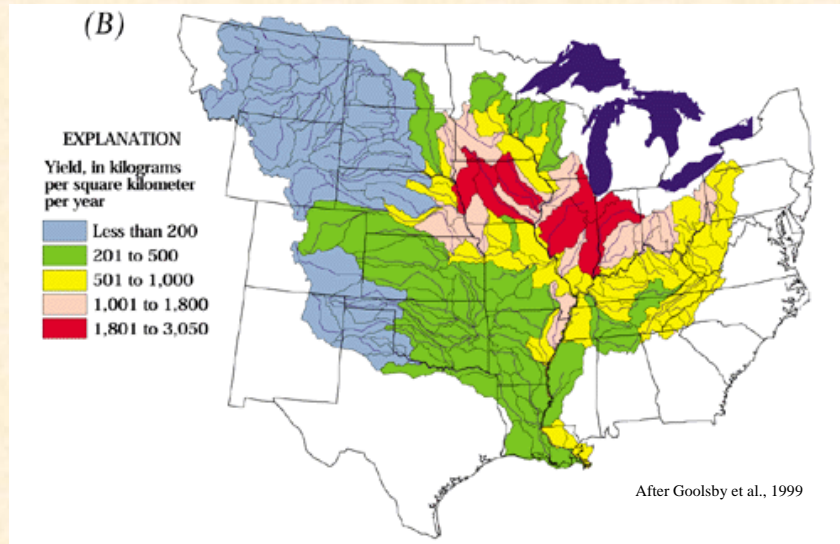 (B)
EXPLANATION
Yield, in kilograms
per square kilometer
per year
Less than 200
201 to 500
501 to 1,000
1,001 to 1,800
1,801 to 3,050
After Goolsby et al., 1999